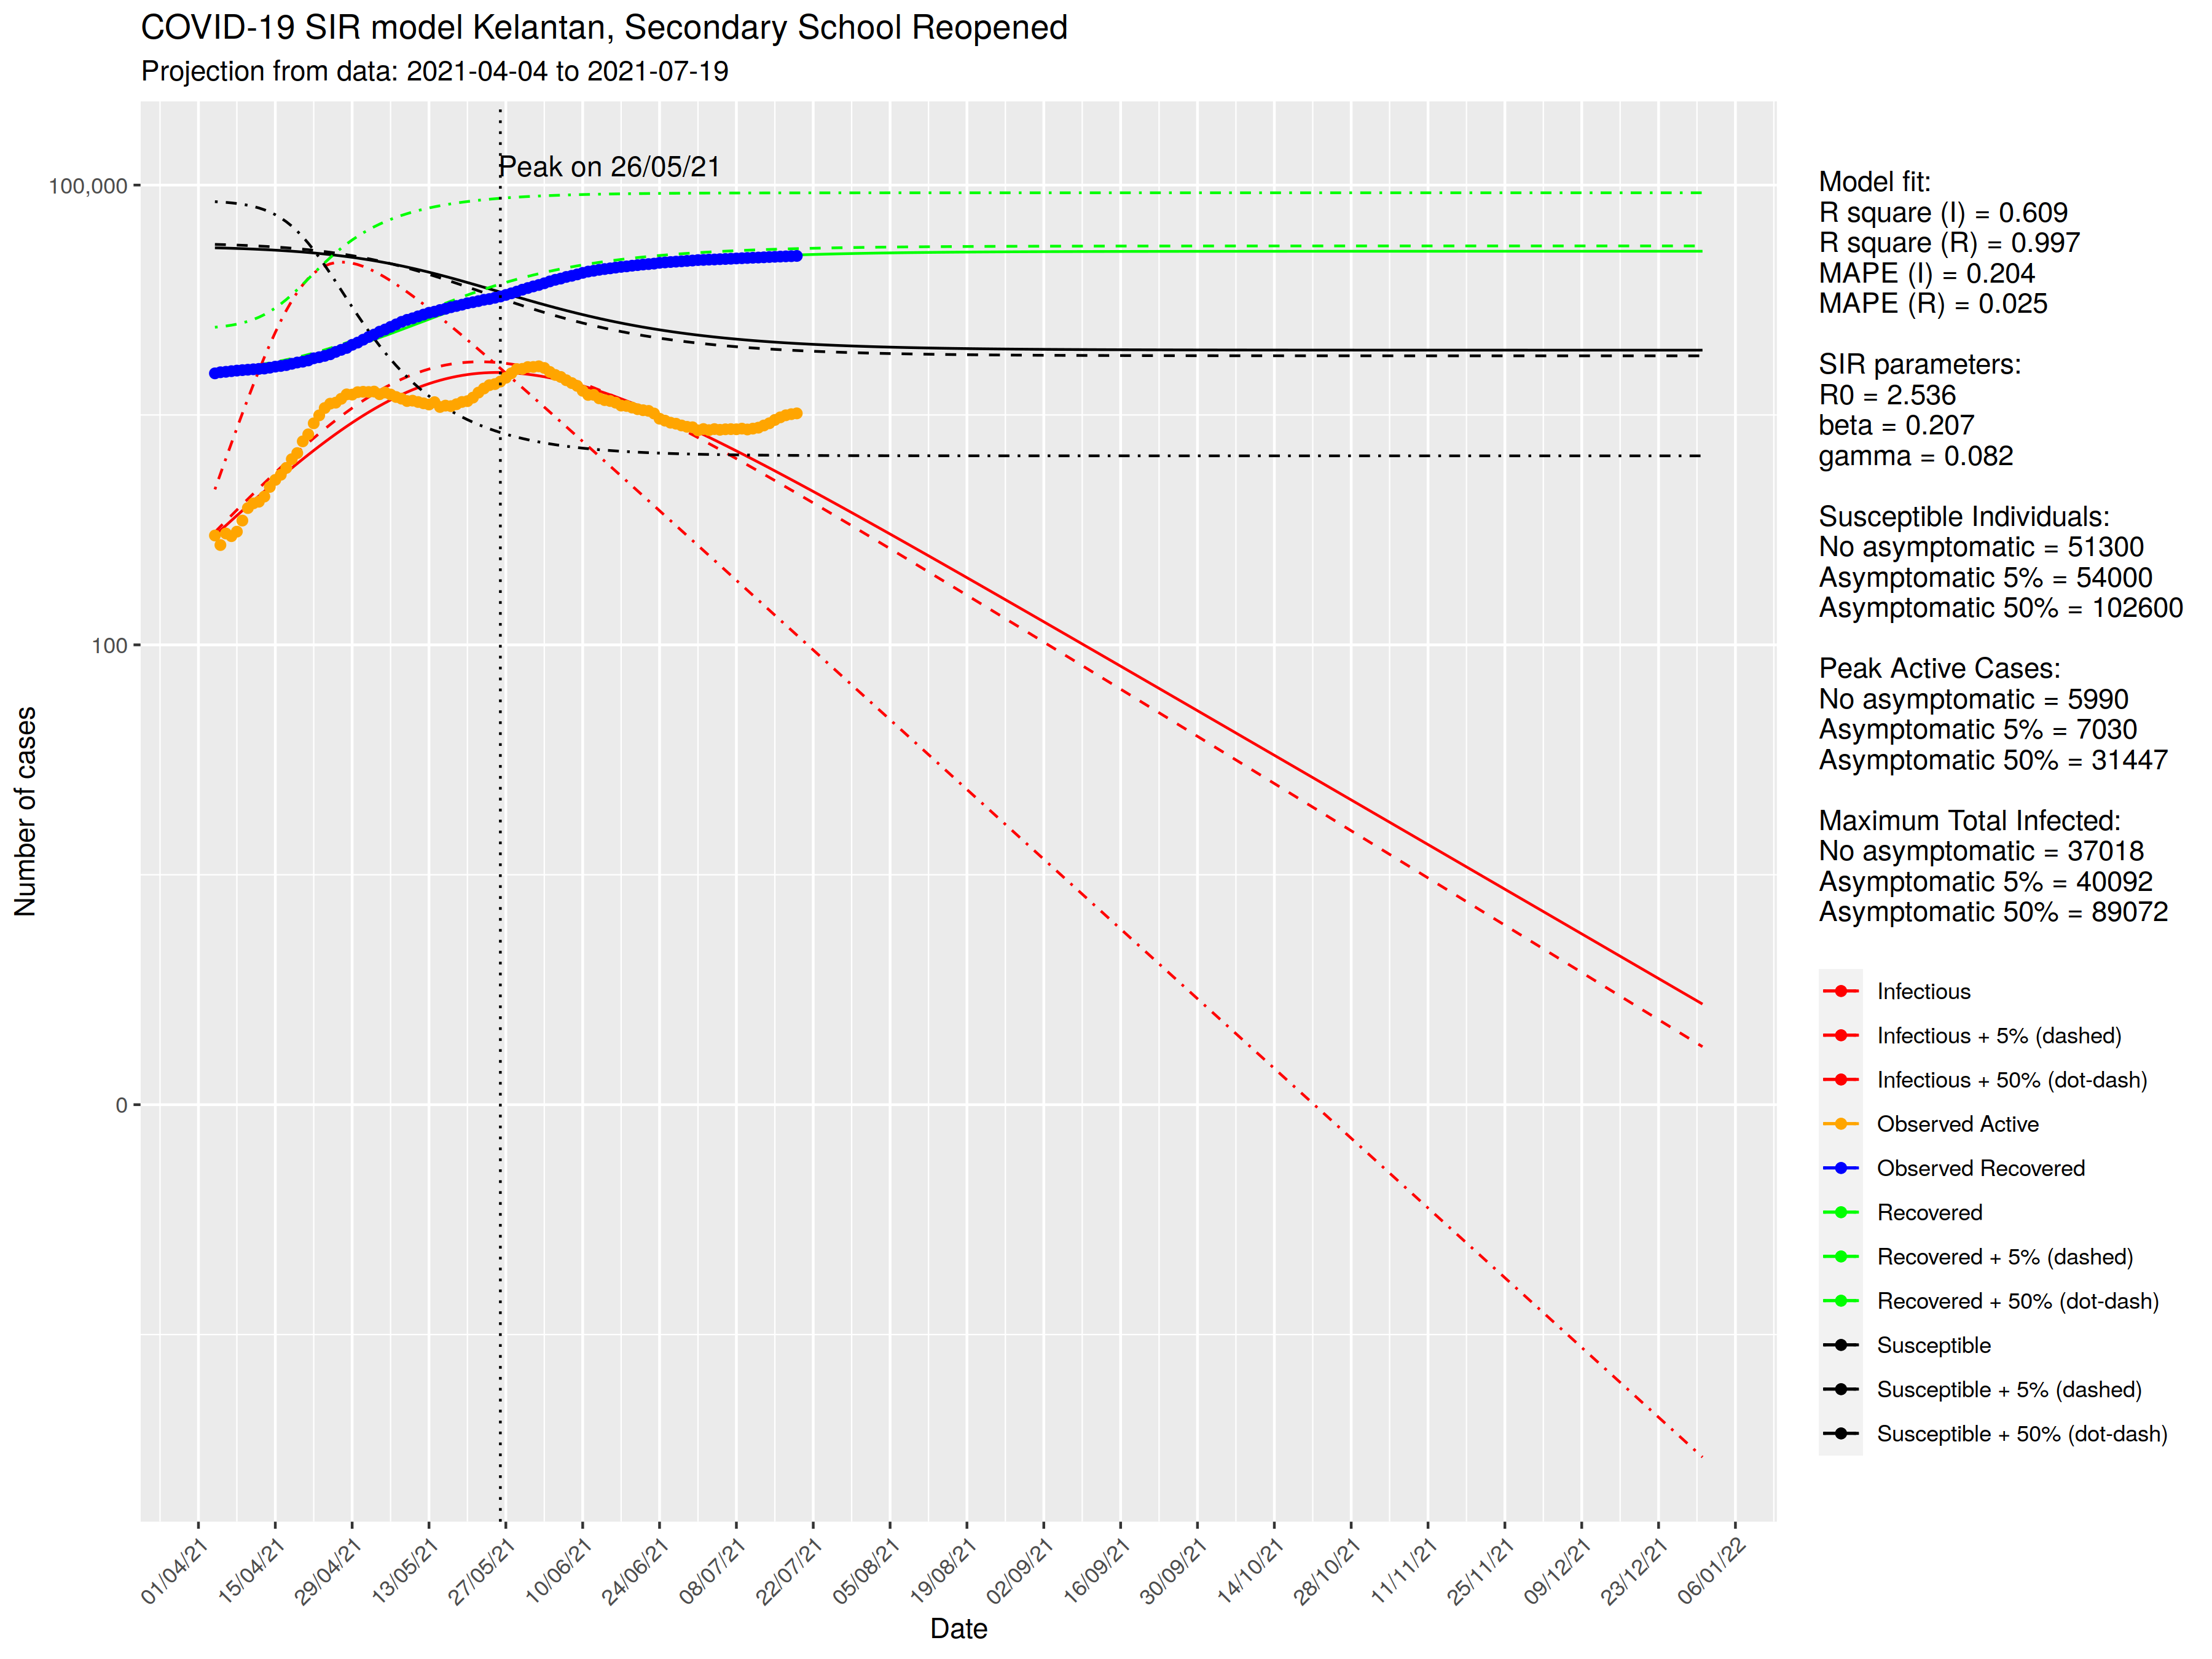 COVID-19 SIR model Kelantan, Secondary School Reopened
Projection from data: 2021-04-04 to 2021-07-19
Peak on 26/05/21
100,000
100
0
Number of cases
01/04/21
15/04/21
29/04/21
13/05/21
27/05/21
10/06/21
24/06/21
08/07/21
22/07/21
05/08/21
19/08/21
02/09/21
16/09/21
30/09/21
14/10/21
28/10/21
11/11/21
25/11/21
09/12/21
23/12/21
06/01/22
Date
Model fit:
R square (I) = 0.609
R square (R) = 0.997
MAPE (I) = 0.204
MAPE (R) = 0.025
SIR parameters:
R0 = 2.536
beta = 0.207
gamma = 0.082
Susceptible Individuals:
No asymptomatic = 51300
Asymptomatic 5% = 54000
Asymptomatic 50% = 102600
Peak Active Cases:
No asymptomatic = 5990
Asymptomatic 5% = 7030
Asymptomatic 50% = 31447
Maximum Total Infected:
No asymptomatic = 37018
Asymptomatic 5% = 40092
Asymptomatic 50% = 89072
Infectious
Infectious + 5% (dashed)
Infectious + 50% (dot-dash)
Observed Active
Observed Recovered
Recovered
Recovered + 5% (dashed)
Recovered + 50% (dot-dash)
Susceptible
Susceptible + 5% (dashed)
Susceptible + 50% (dot-dash)